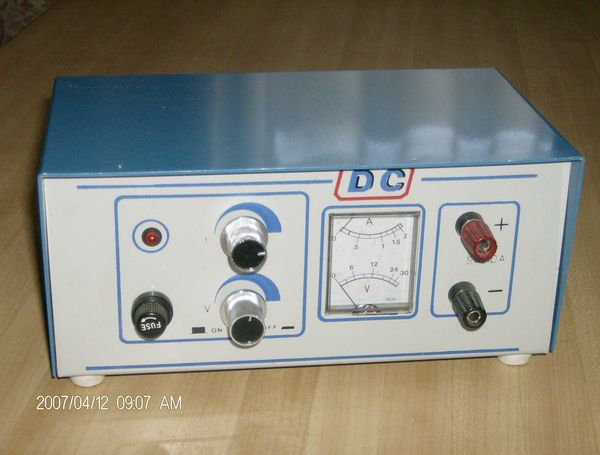 DC
I
V
FUSE
ON OFF
A
0 .5 1 1.5 2
0 6 12 24 30
V
+
−
2007/04/12 09:07 AM